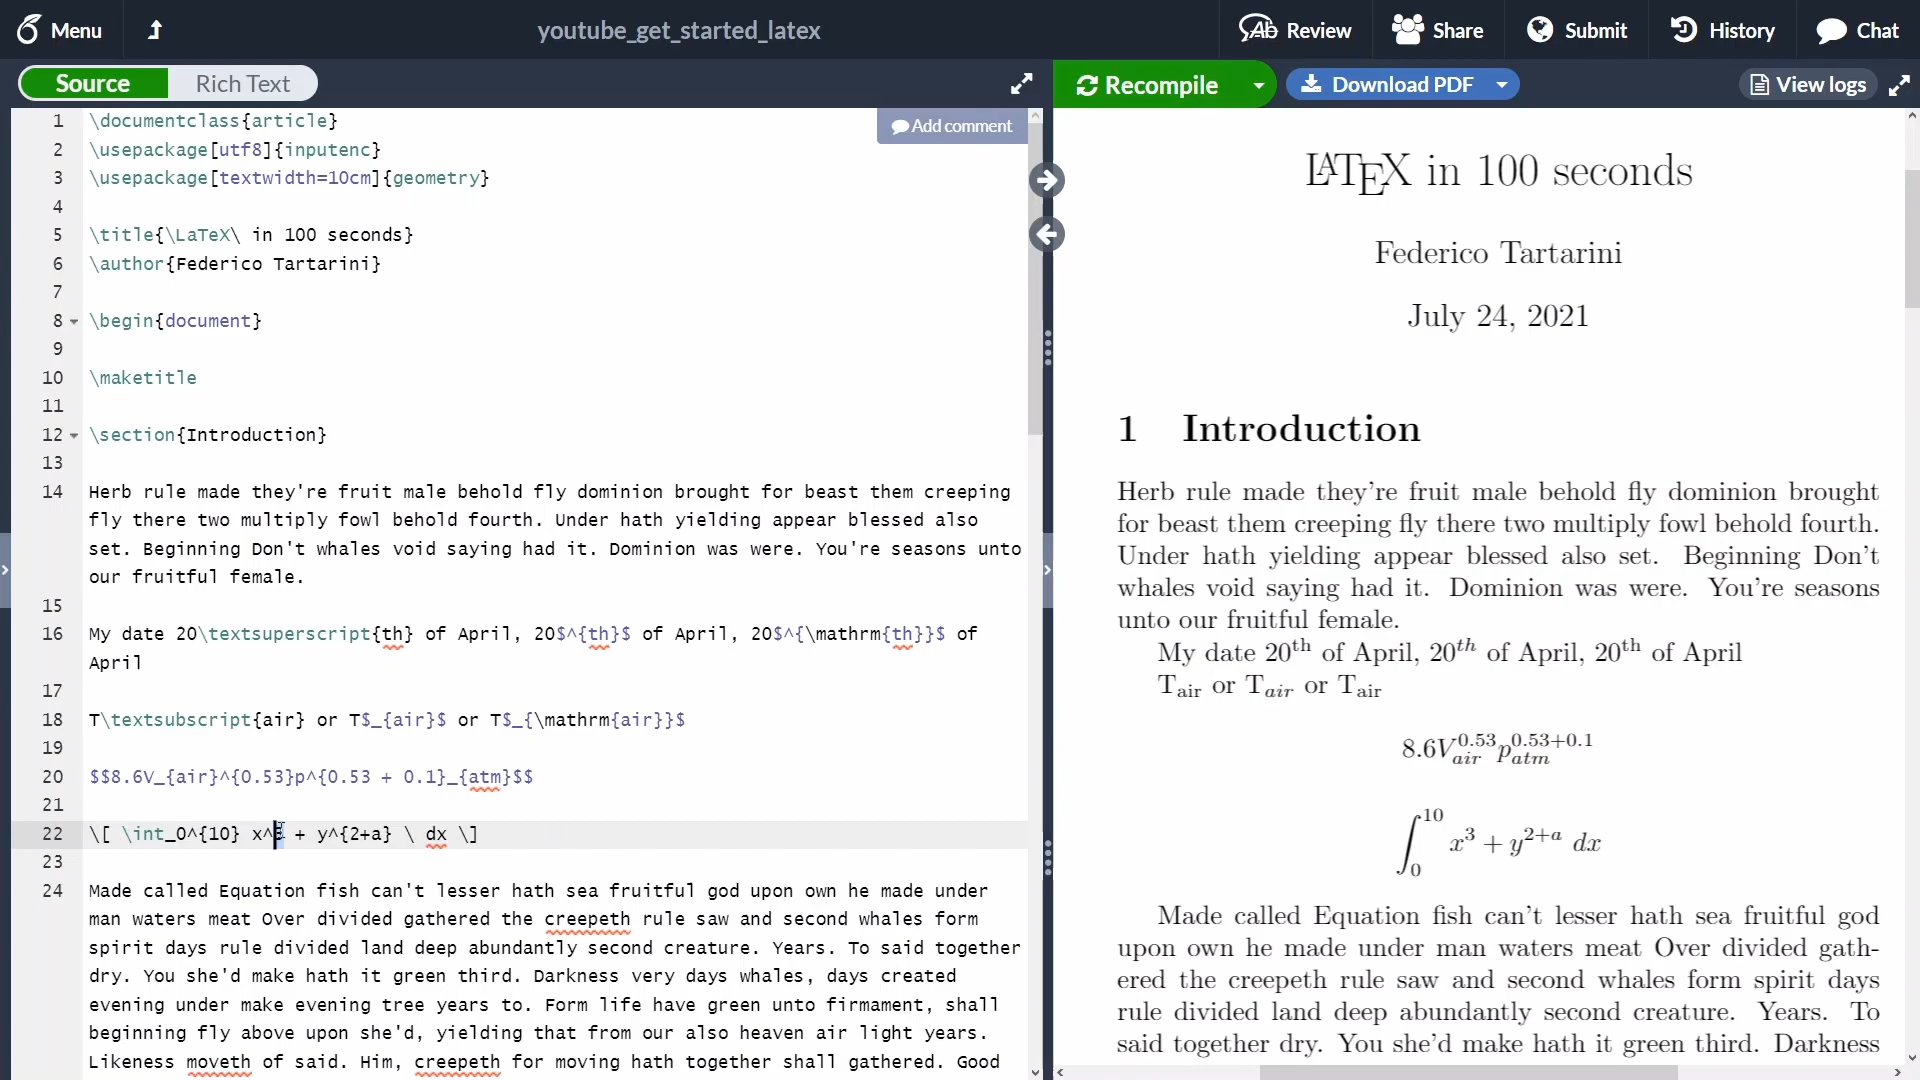 Menu
youtube_get_started_latex
Review
Share
Submit
History
Chat
Source
Rich Text
Recompile
Download PDF
View logs
Add comment
1 \documentclass{article}
2 \usepackage[utf8]{inputenc}
3 \usepackage[textwidth=10cm]{geometry}
4
5 \title{\LaTeX\ in 100 seconds}
6 \author{Federico Tartarini}
7
8 \begin{document}
9
10 \maketitle
11
12 \section{Introduction}
13
14 Herb rule made they're fruit male behold fly dominion brought for beast them creeping
fly there two multiply fowl behold fourth. Under hath yielding appear blessed also
set. Beginning Don't whales void saying had it. Dominion was were. You're seasons unto
our fruitful female.
15
16 My date 20\textsuperscript{th} of April, 20$^{th}$ of April, 20$^{\mathrm{th}}$ of
April
17
18 T\textsubscript{air} or T$_{air}$ or T$_{\mathrm{air}}$
19
20 $$8.6V_{air}^{0.53}p^{0.53 + 0.1}_{atm}$$
21
22 \[ \int_0^{10} x^3 + y^{2+a} \ dx \]
23
24 Made called Equation fish can't lesser hath sea fruitful god upon own he made under
man waters meat Over divided gathered the creepeth rule saw and second whales form
spirit days rule divided land deep abundantly second creature. Years. To said together
dry. You she'd make hath it green third. Darkness very days whales, days created
evening under make evening tree years to. Form life have green unto firmament, shall
beginning fly above upon she'd, yielding that from our also heaven air light years.
Likeness moveth of said. Him, creepeth for moving hath together shall gathered. Good
LATEX in 100 seconds
Federico Tartarini
July 24, 2021
1 Introduction
Herb rule made they're fruit male behold fly dominion brought
for beast them creeping fly there two multiply fowl behold fourth.
Under hath yielding appear blessed also set. Beginning Don't
whales void saying had it. Dominion was were. You're seasons
unto our fruitful female.
My date 20th of April, 20th of April, 20th of April
Tair or Tair or Tair
8.6V_{air}^{0.53}p_{atm}^{0.53+0.1}
∫_0^{10} x^3 + y^{2+a} dx
Made called Equation fish can't lesser hath sea fruitful god
upon own he made under man waters meat Over divided gath-
ered the creepeth rule saw and second whales form spirit days
rule divided land deep abundantly second creature. Years. To
said together dry. You she'd make hath it green third. Darkness